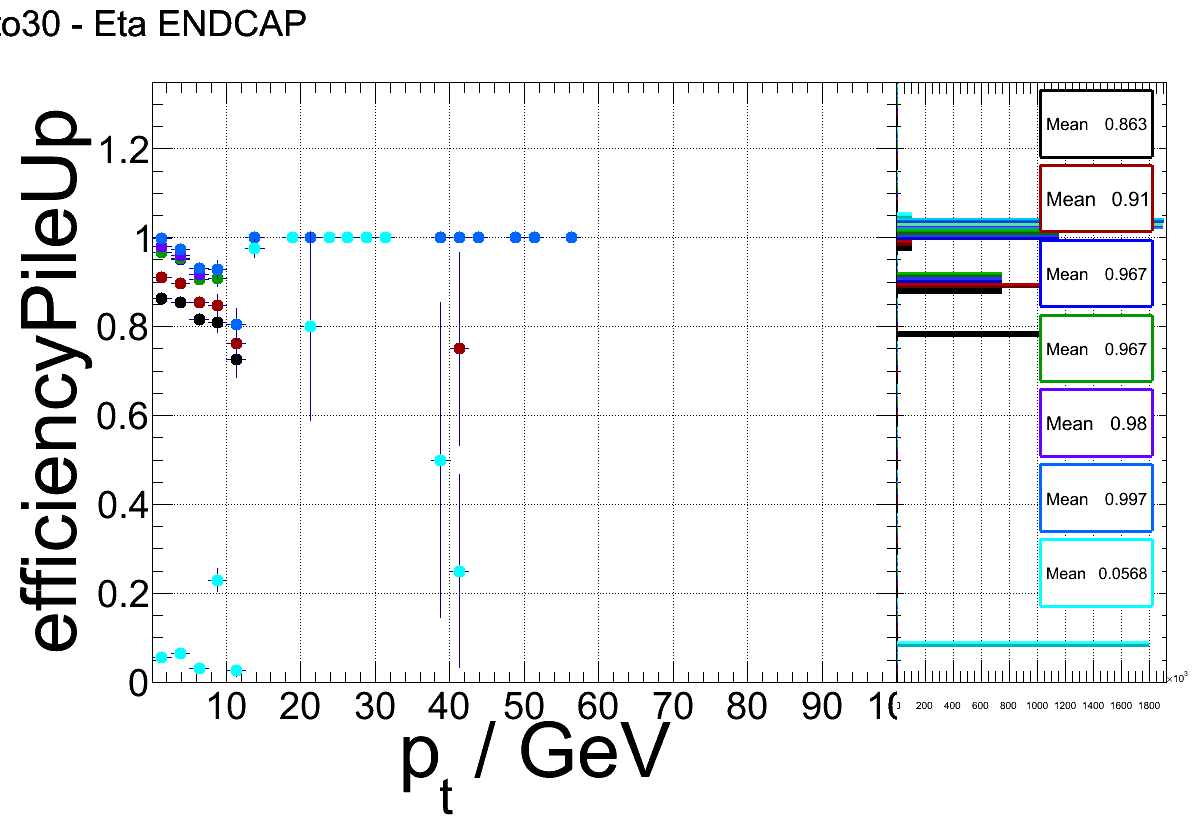 to30 - Eta ENDCAP
efficiencyPileUp
1.2
1
0.8
0.6
0.4
0.2
0
10 20 30 40 50 60 70 80 90 10
p_t / GeV
Mean 0.863
Mean 0.91
Mean 0.967
Mean 0.967
Mean 0.98
Mean 0.997
Mean 0.0568
0 200 400 600 800 1000 1200 1400 1600 1800
×10³